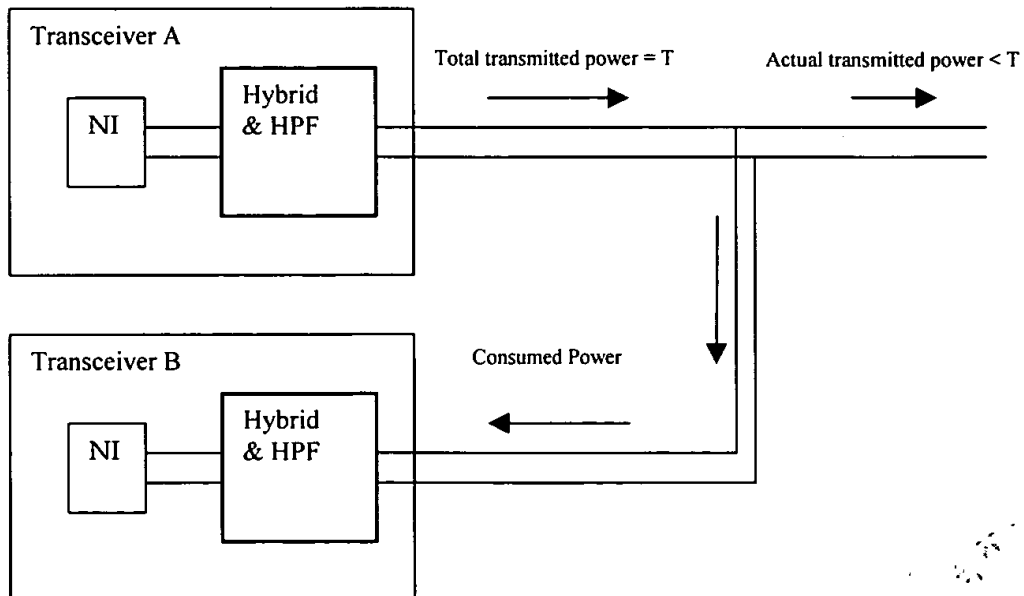 Transceiver A
NI
Hybrid
& HPF
Total transmitted power = T
Actual transmitted power < T
Transceiver B
NI
Hybrid
& HPF
Consumed Power